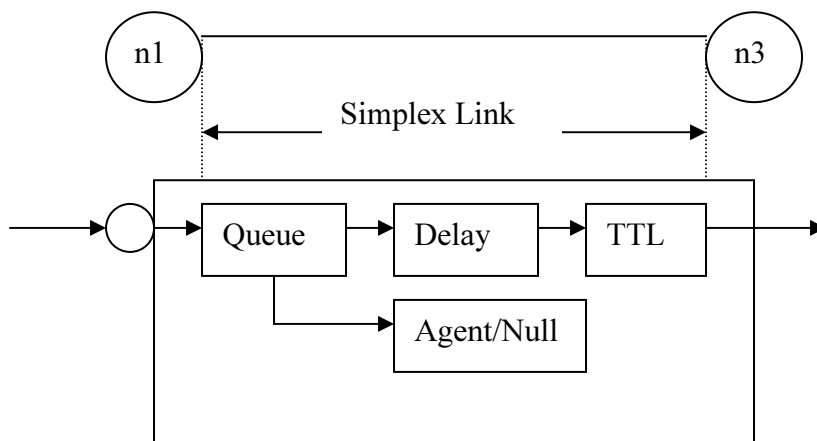 n1
n3
Simplex Link
Queue
Delay
TTL
Agent/Null